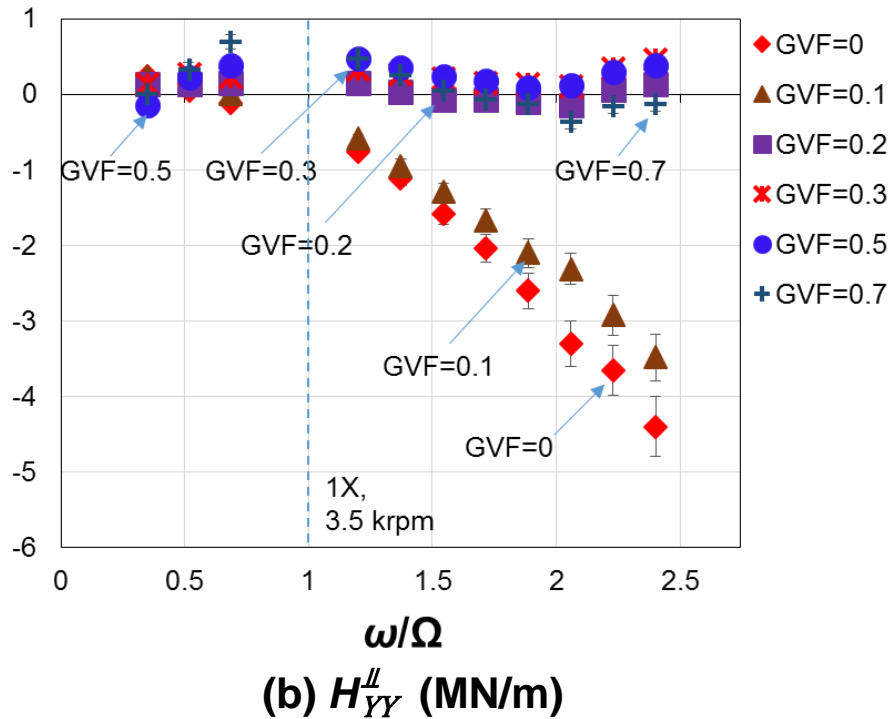 1
0
-1
-2
-3
-4
-5
-6
0 0.5 1 1.5 2 2.5
GVF=0.5
GVF=0.3
GVF=0.2
GVF=0.7
GVF=0.1
GVF=0
1X,
3.5 krpm
GVF=0
GVF=0.1
GVF=0.2
GVF=0.3
GVF=0.5
GVF=0.7
ω/Ω
(b) H_{YY}^{⫫} (MN/m)